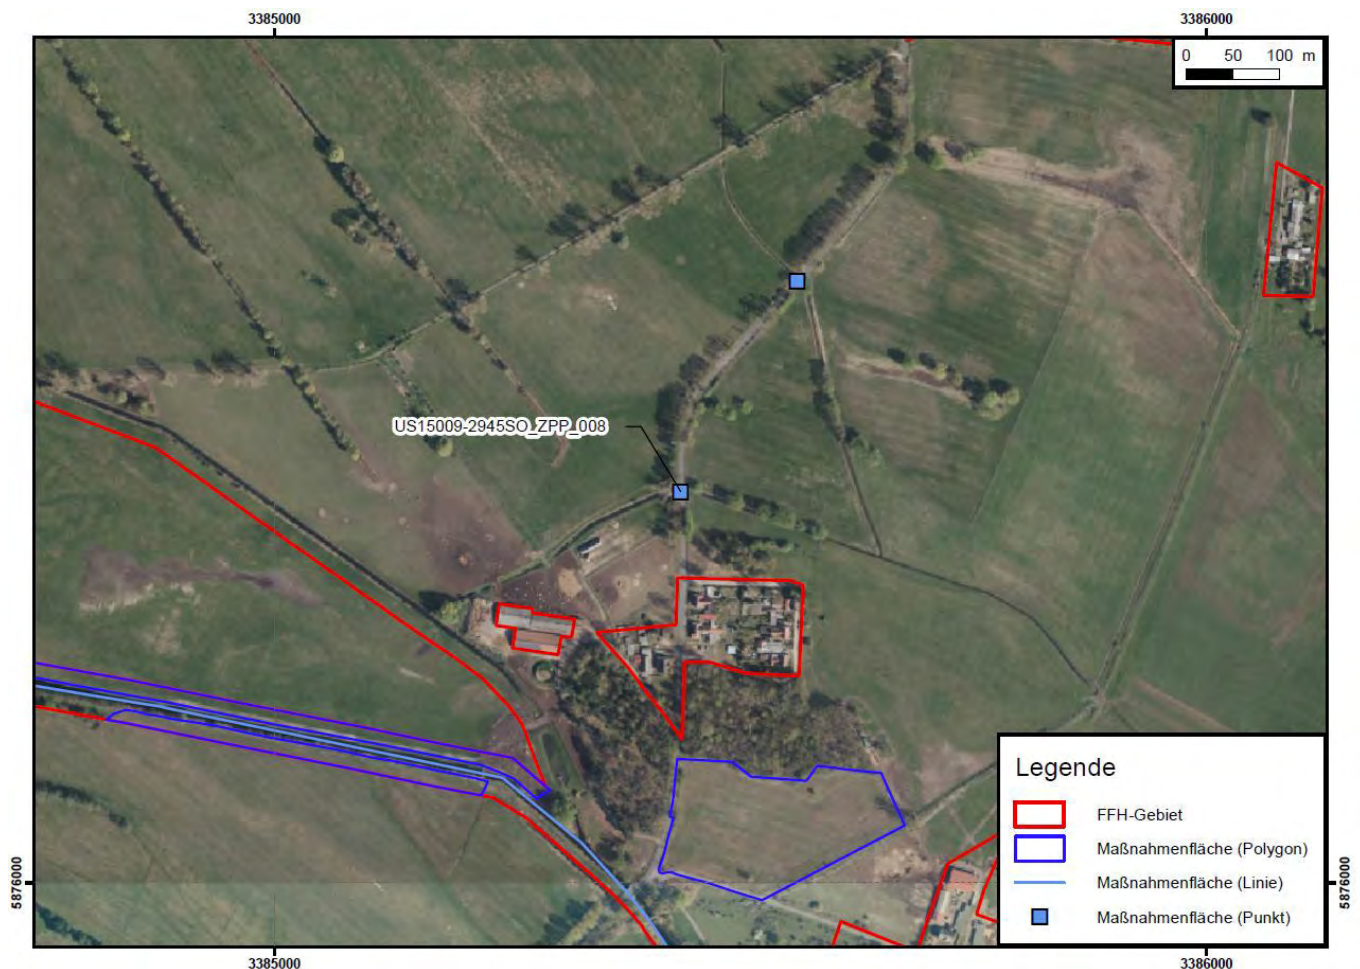 3385000 3386000
0 50 100 m
US15009-2945SO_ZPP_008
Legende
FFH-Gebiet
Maßnahmenfläche (Polygon)
Maßnahmenfläche (Linie)
Maßnahmenfläche (Punkt)
5876000 5876000
3385000 3386000